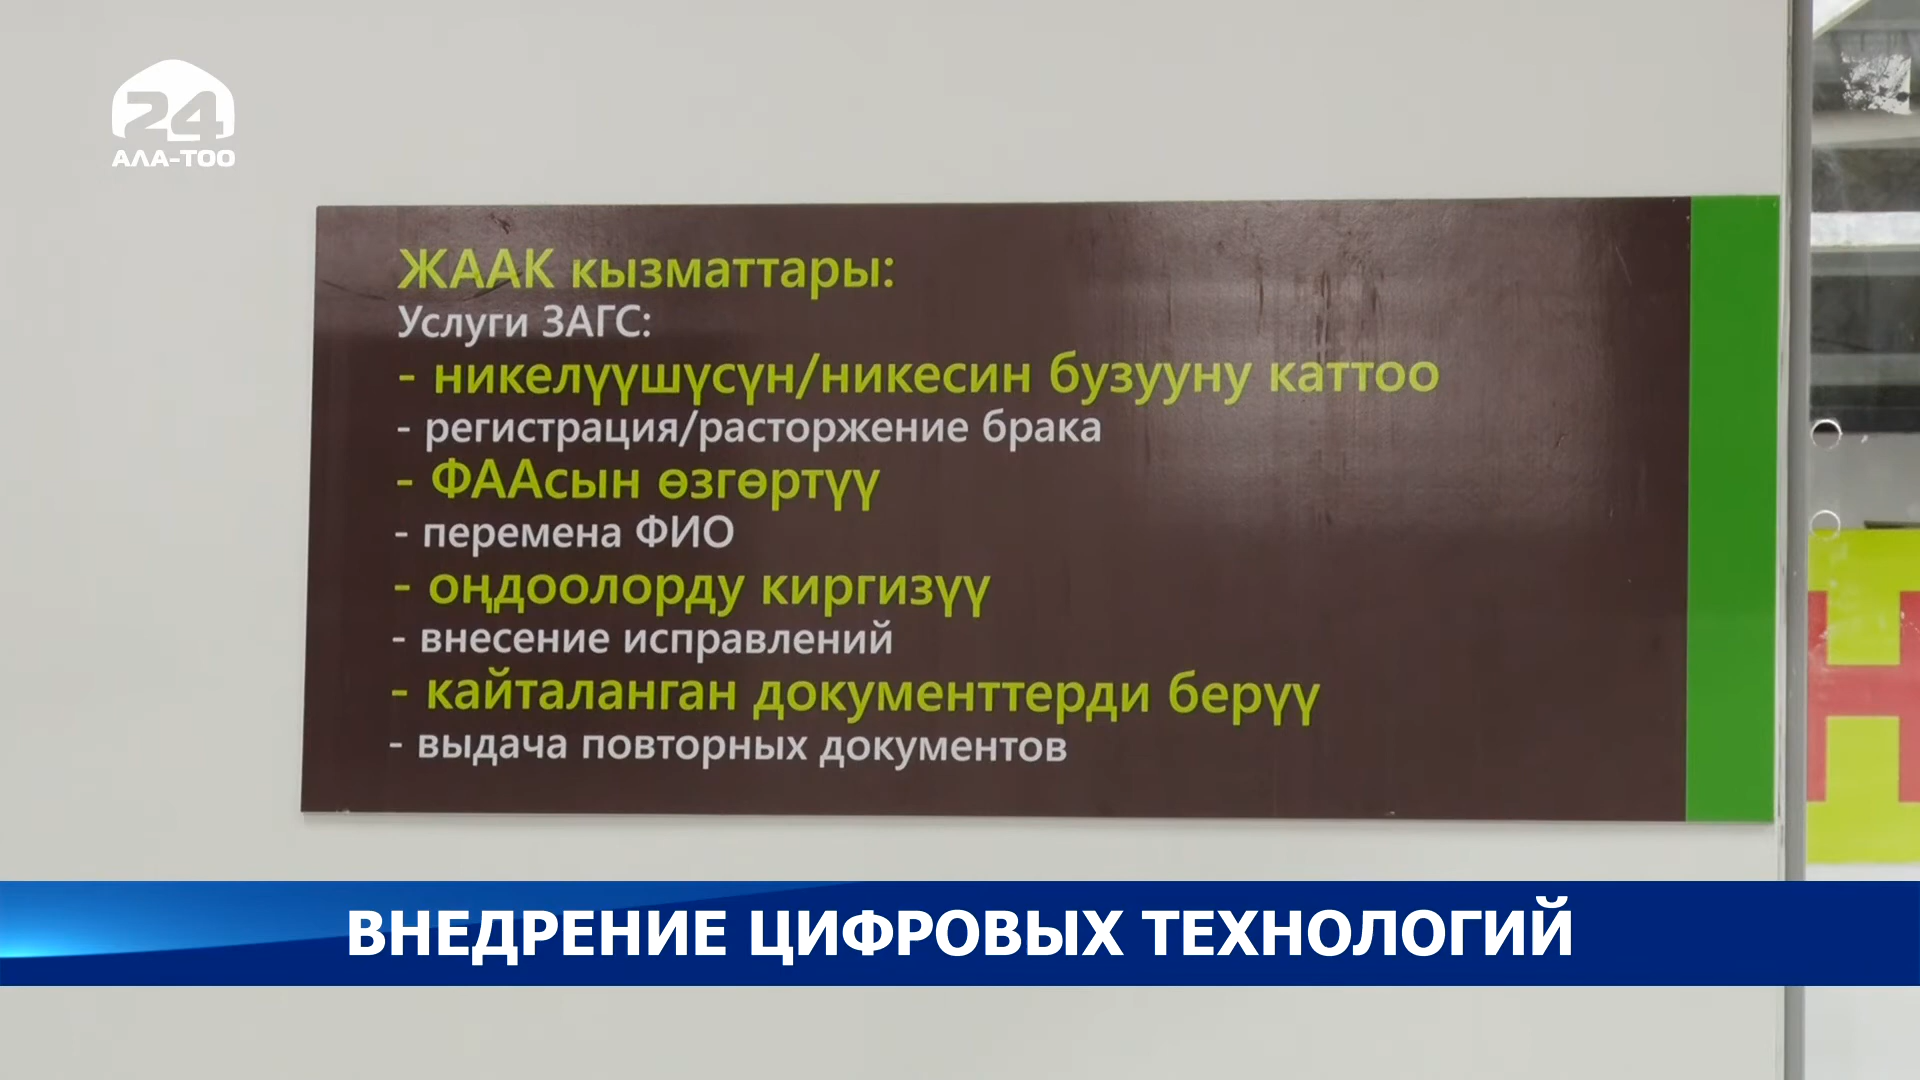 24
АЛА-ТОО
ЖААК кызматтары:
Услуги ЗАГС:
- никелүүшүсүн/никесин бузууну каттоо
- регистрация/расторжение брака
- ФААсын өзгөртүү
- перемена ФИО
- оңдоолорду киргизүү
- внесение исправлений
- кайталанган документтерди берүү
- выдача повторных документов
ВНЕДРЕНИЕ ЦИФРОВЫХ ТЕХНОЛОГИЙ